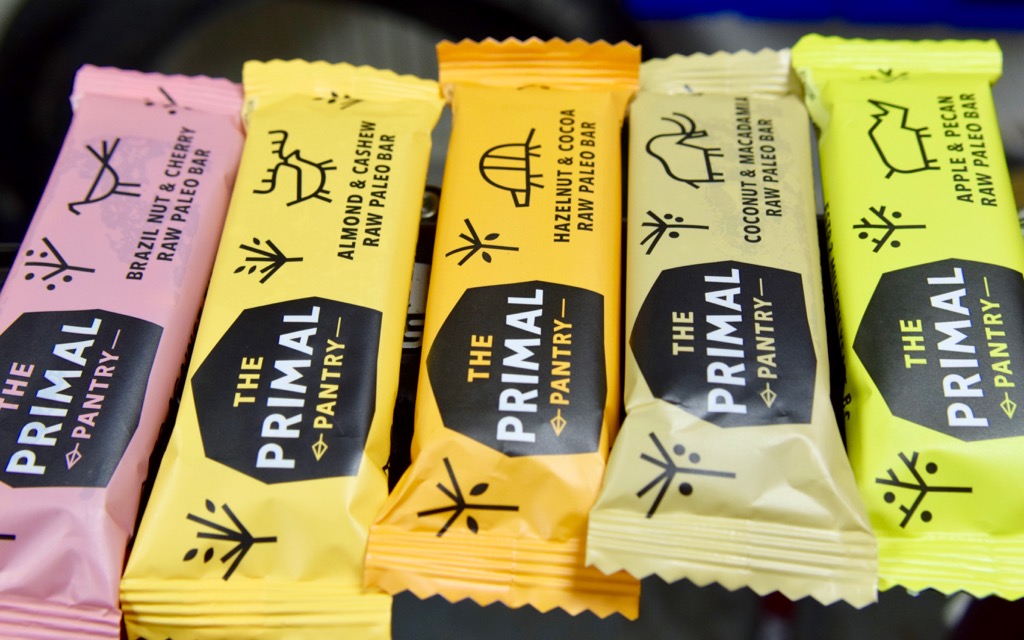 BRAZIL NUT & CHERRY
RAW PALEO BAR
THE
PRIMAL
PANTRY
ALMOND & CASHEW
RAW PALEO BAR
THE
PRIMAL
PANTRY
HAZELNUT & COCOA
RAW PALEO BAR
THE
PRIMAL
PANTRY
COCONUT & MACADAMIA
RAW PALEO BAR
THE
PRIMAL
PANTRY
APPLE & PECAN
RAW PALEO BAR
THE
PRIMAL
PANTRY